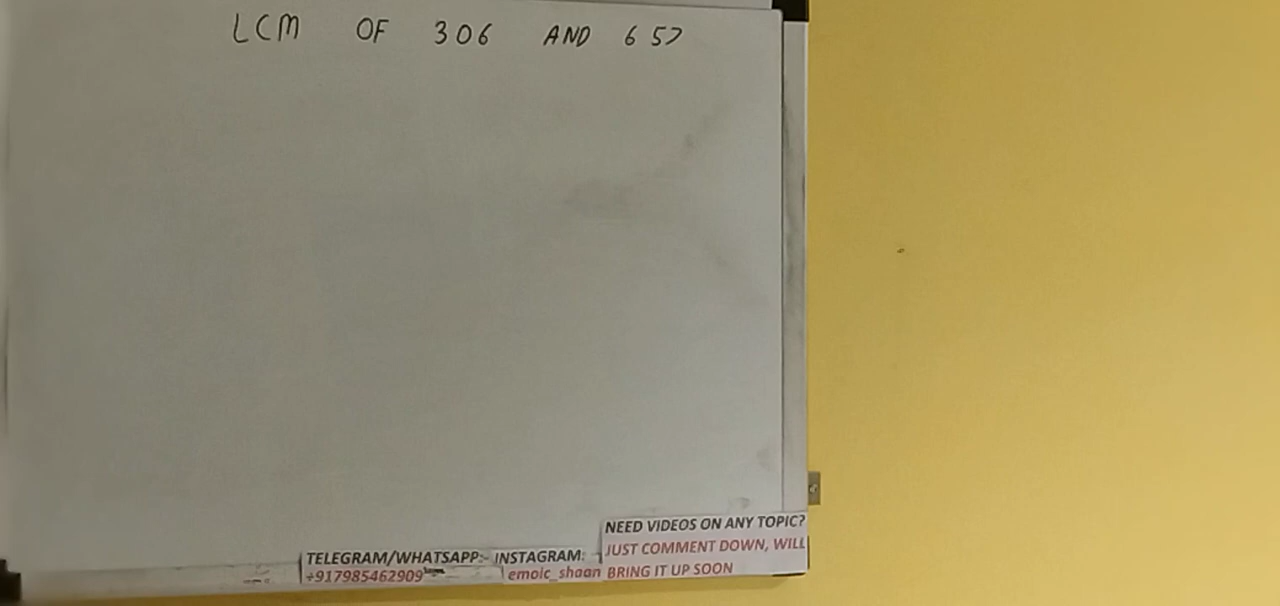 LCM OF 306 AND 657
NEED VIDEOS ON ANY TOPIC?
JUST COMMENT DOWN, WILL
BRING IT UP SOON
TELEGRAM/WHATSAPP:- INSTAGRAM:
+917985462909 emoic_shaan